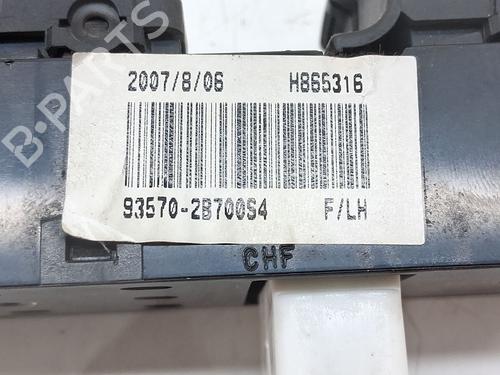 B-PARTS
2007/8/06 H865316
93570-2B700S4 F/LH
CHF